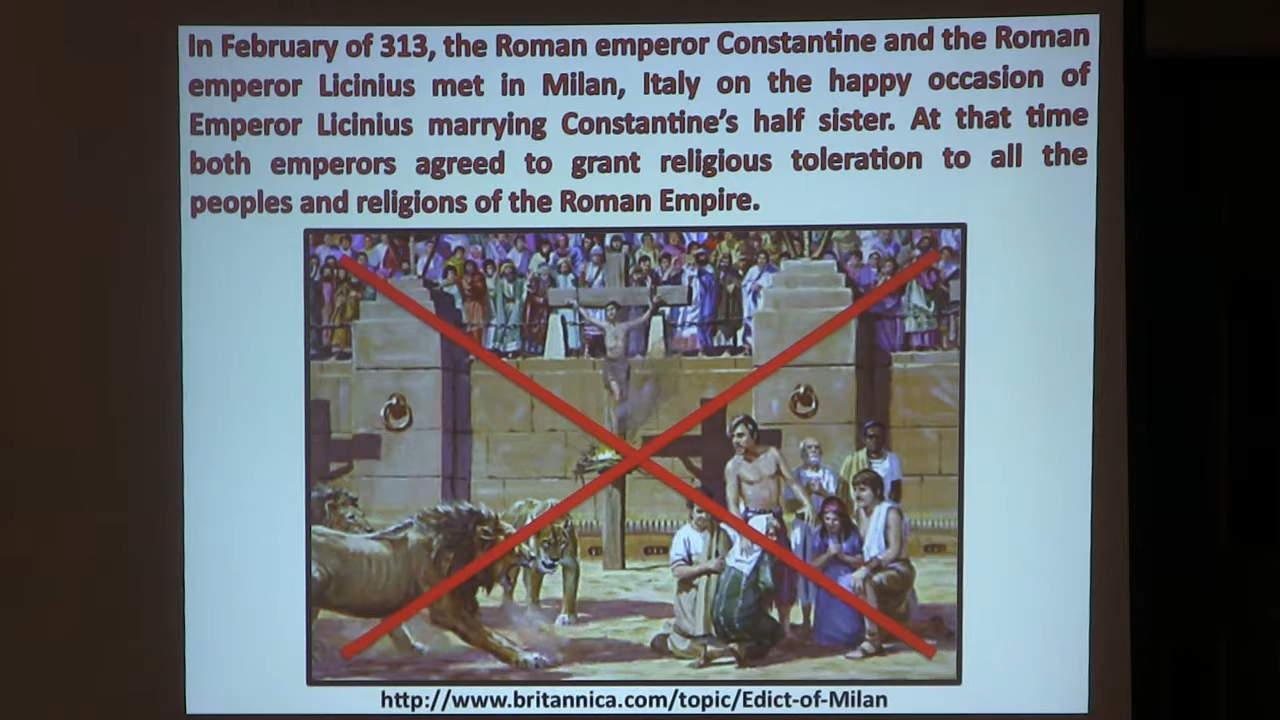 In February of 313, the Roman emperor Constantine and the Roman
emperor Licinius met in Milan, Italy on the happy occasion of
Emperor Licinius marrying Constantine's half sister. At that time
both emperors agreed to grant religious toleration to all the
peoples and religions of the Roman Empire.
http://www.britannica.com/topic/Edict-of-Milan